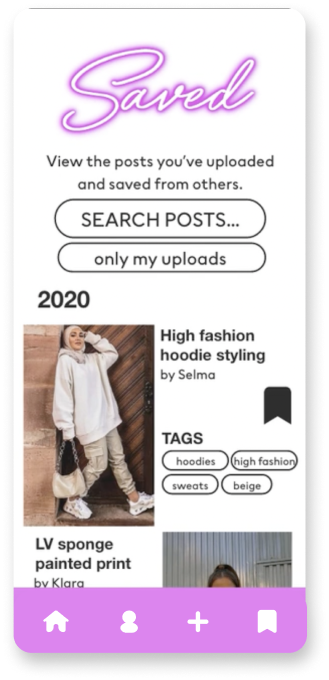 Saved
View the posts you've uploaded
and saved from others.
SEARCH POSTS...
only my uploads
2020
High fashion
hoodie styling
by Selma
TAGS
hoodies high fashion
sweats beige
LV sponge
painted print
by Klara